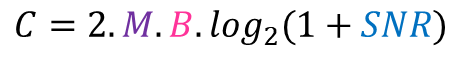 C = 2. M. B. log₂(1 + SNR)